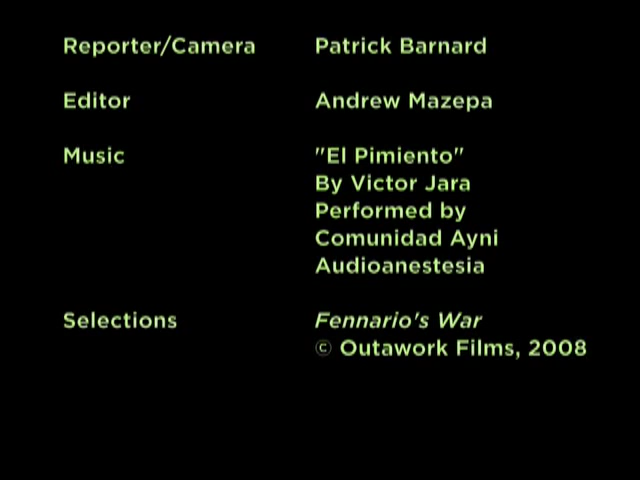 Reporter/Camera Patrick Barnard
Editor Andrew Mazepa
Music "El Pimiento"
By Victor Jara
Performed by
Comunidad Ayni
Audioanestesia
Selections Fennario's War
© Outawork Films, 2008